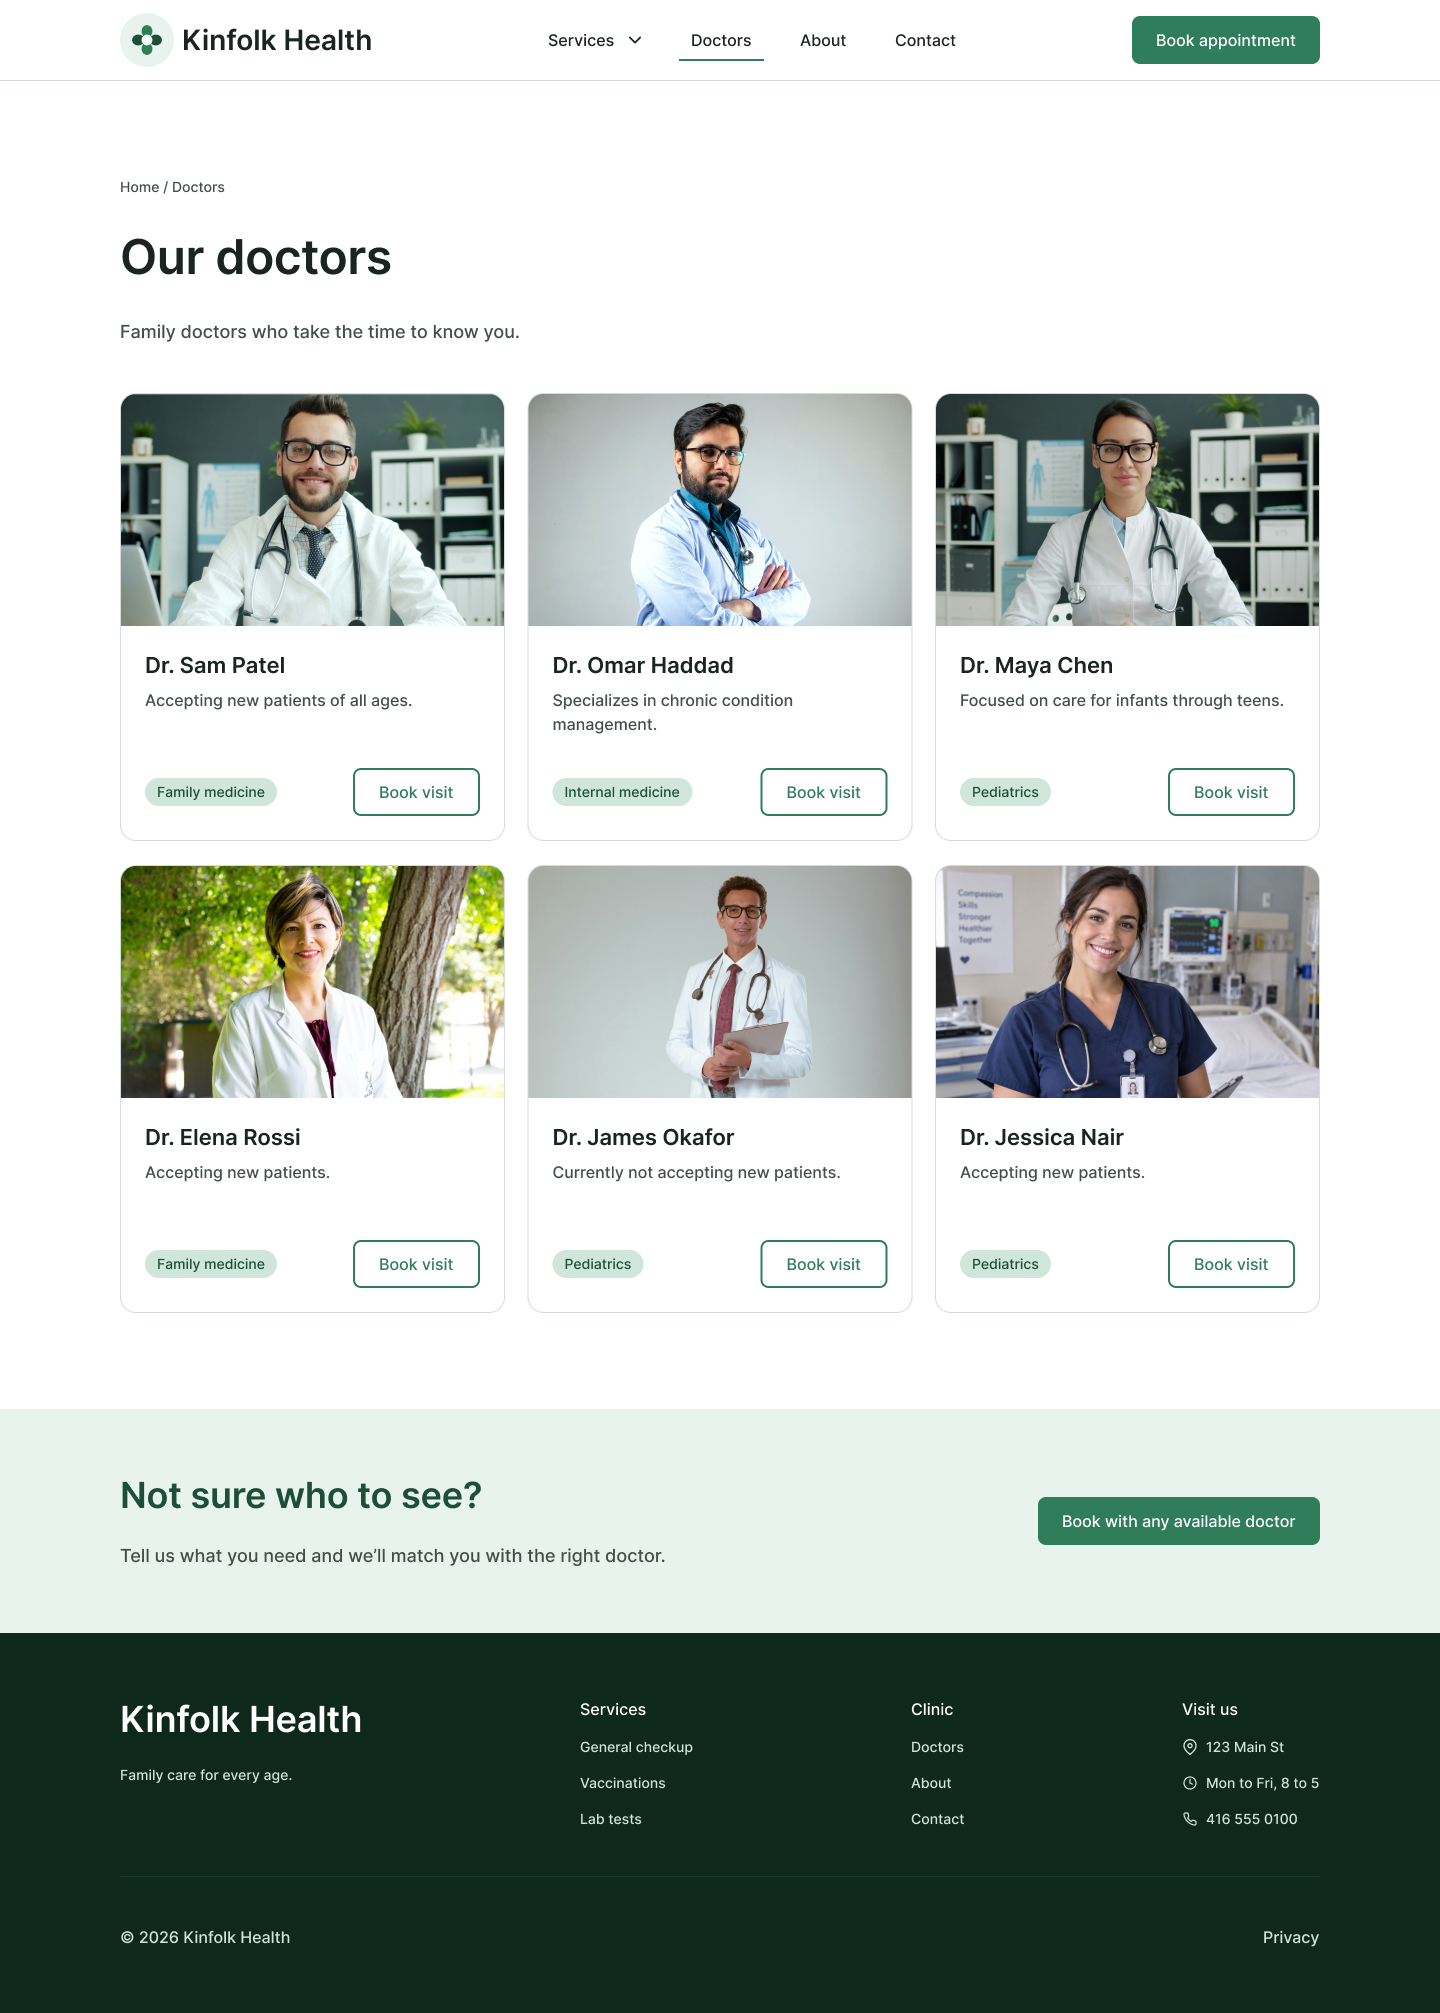 Kinfolk Health
Services
Doctors
About
Contact
Book appointment
Home / Doctors
Our doctors
Family doctors who take the time to know you.
Dr. Sam Patel
Accepting new patients of all ages.
Family medicine
Book visit
Dr. Omar Haddad
Specializes in chronic condition
management.
Internal medicine
Book visit
Dr. Maya Chen
Focused on care for infants through teens.
Pediatrics
Book visit
Dr. Elena Rossi
Accepting new patients.
Family medicine
Book visit
Dr. James Okafor
Currently not accepting new patients.
Pediatrics
Book visit
Compassion
Skills
Stronger
Healthier
Together
Dr. Jessica Nair
Accepting new patients.
Pediatrics
Book visit
Not sure who to see?
Tell us what you need and we’ll match you with the right doctor.
Book with any available doctor
Kinfolk Health
Family care for every age.
Services
General checkup
Vaccinations
Lab tests
Clinic
Doctors
About
Contact
Visit us
123 Main St
Mon to Fri, 8 to 5
416 555 0100
© 2026 Kinfolk Health
Privacy